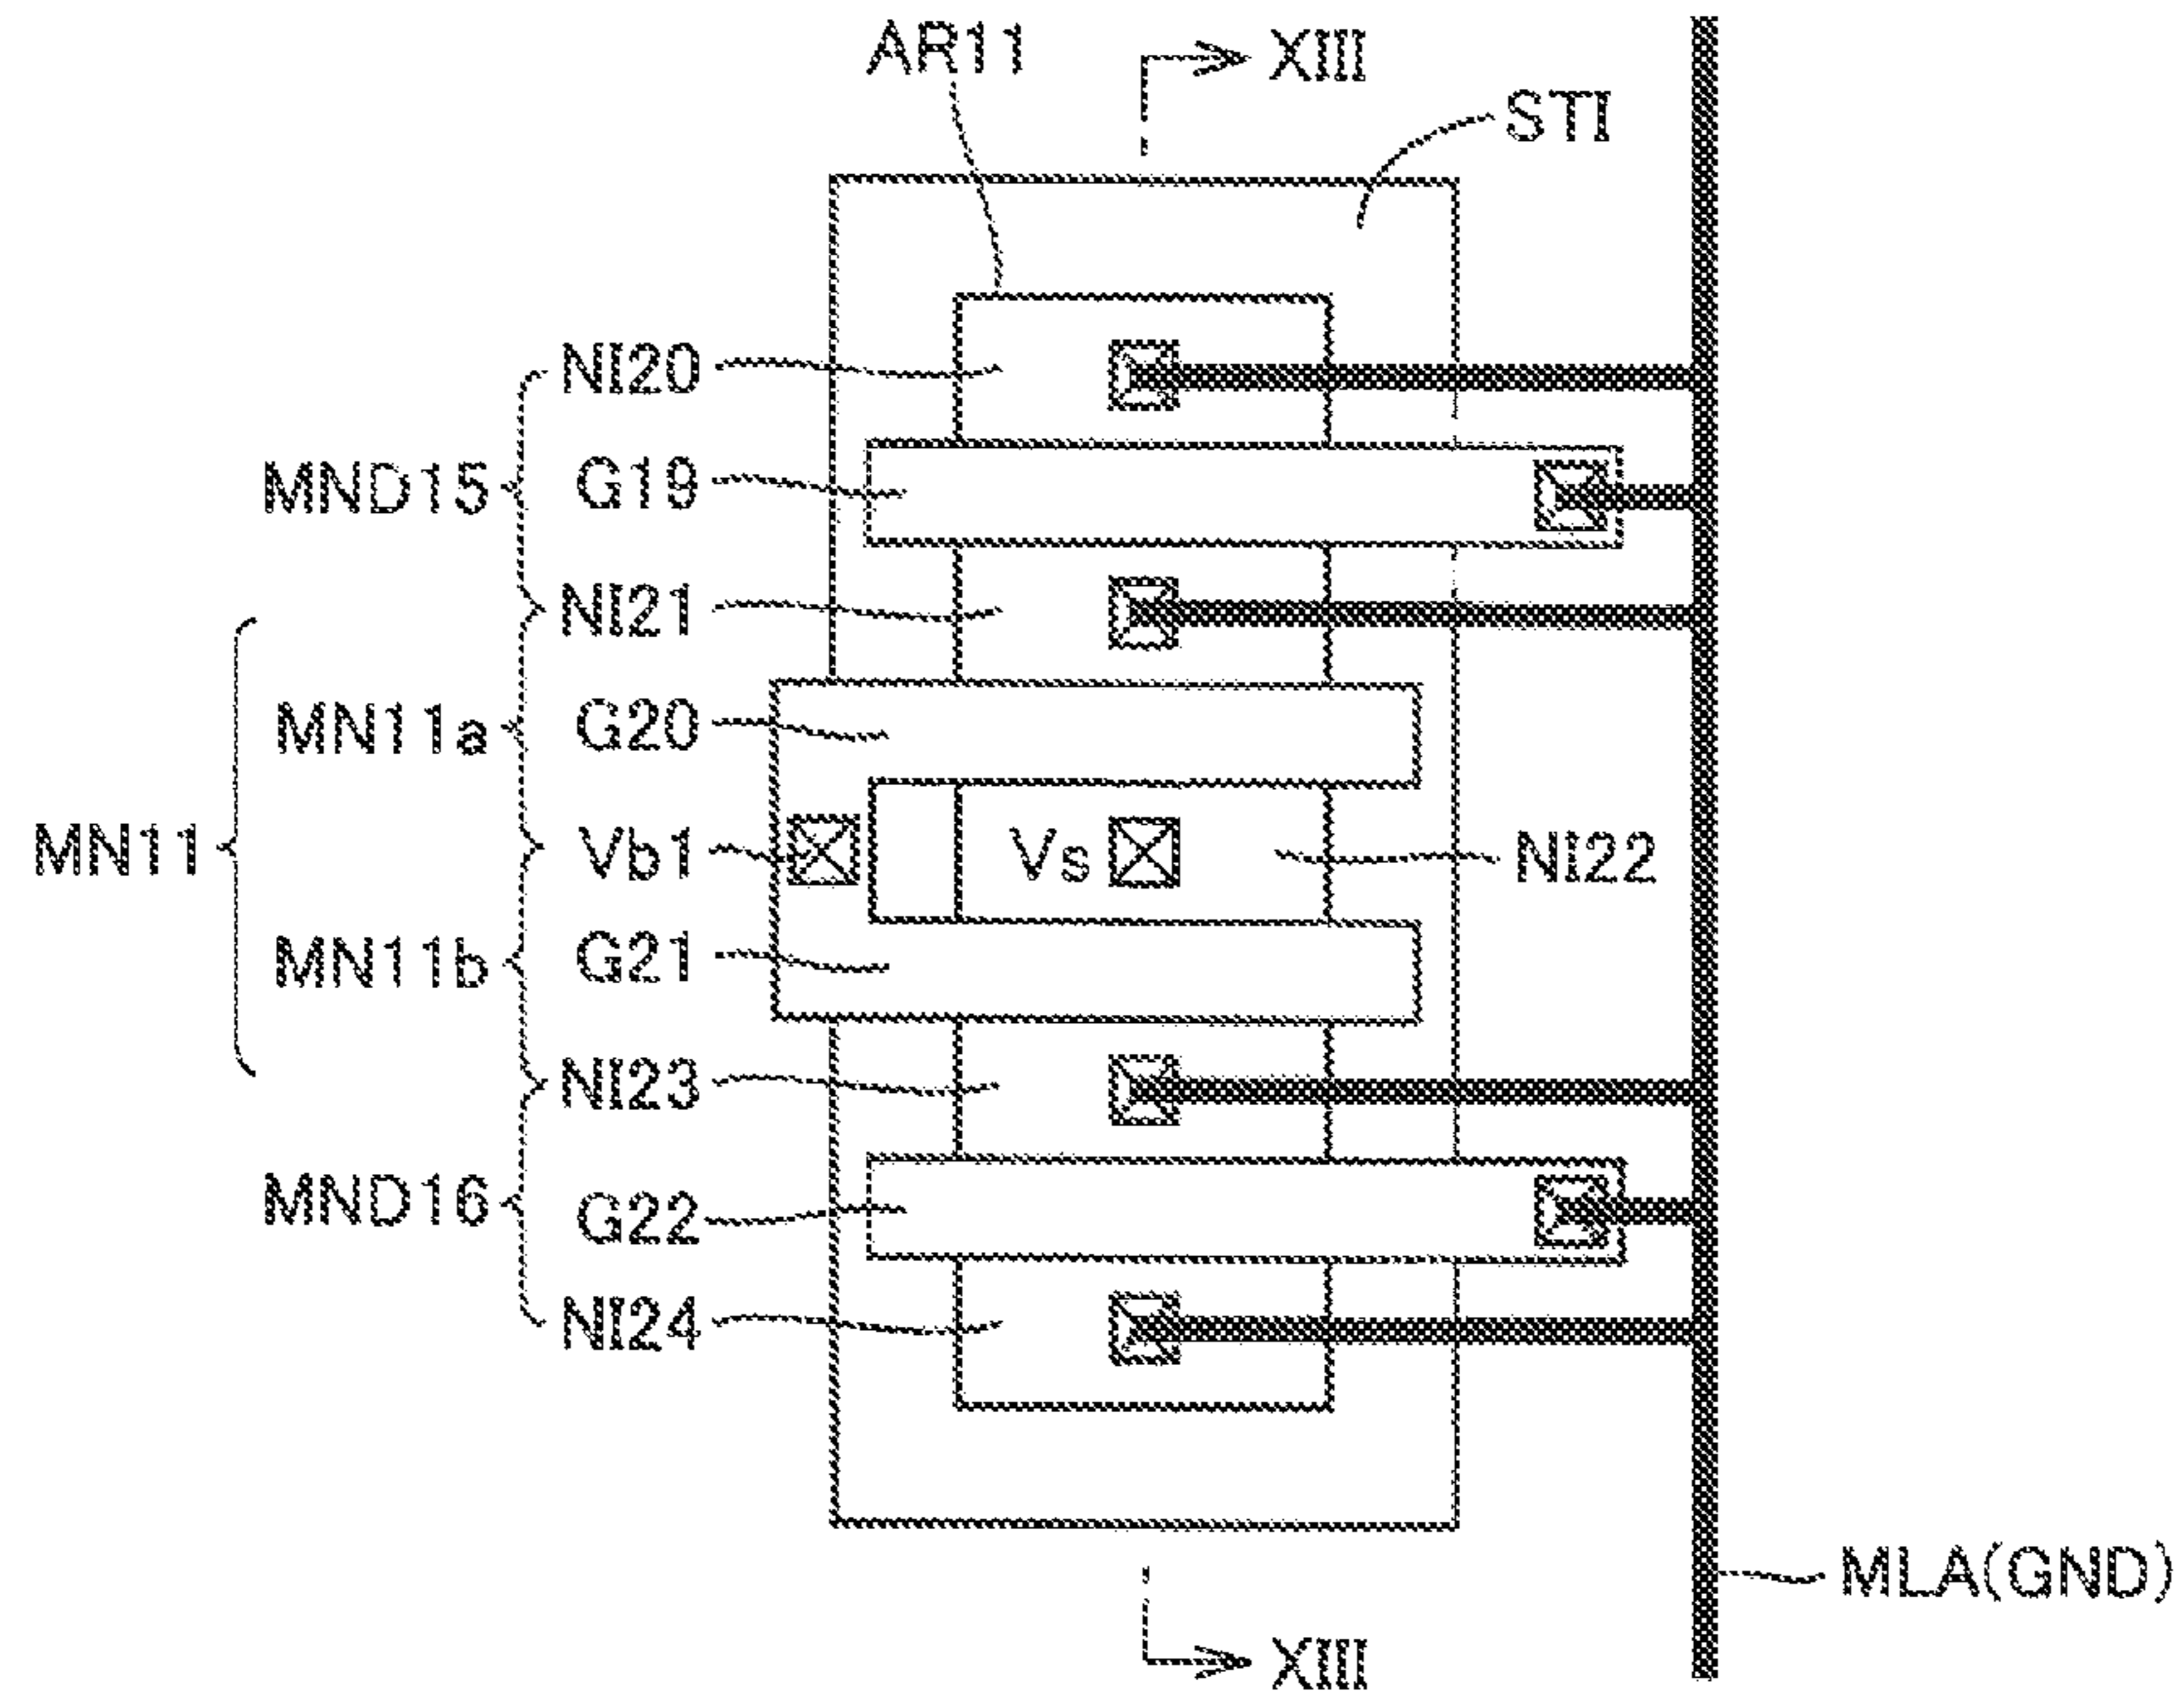 AR11
XIII
STI
NI20
MND15
G19
NI21
MN11a
G20
MN11
Vb1
Vs
NI22
MN11b
G21
NI23
MND16
G22
NI24
MLA(GND)
XIII